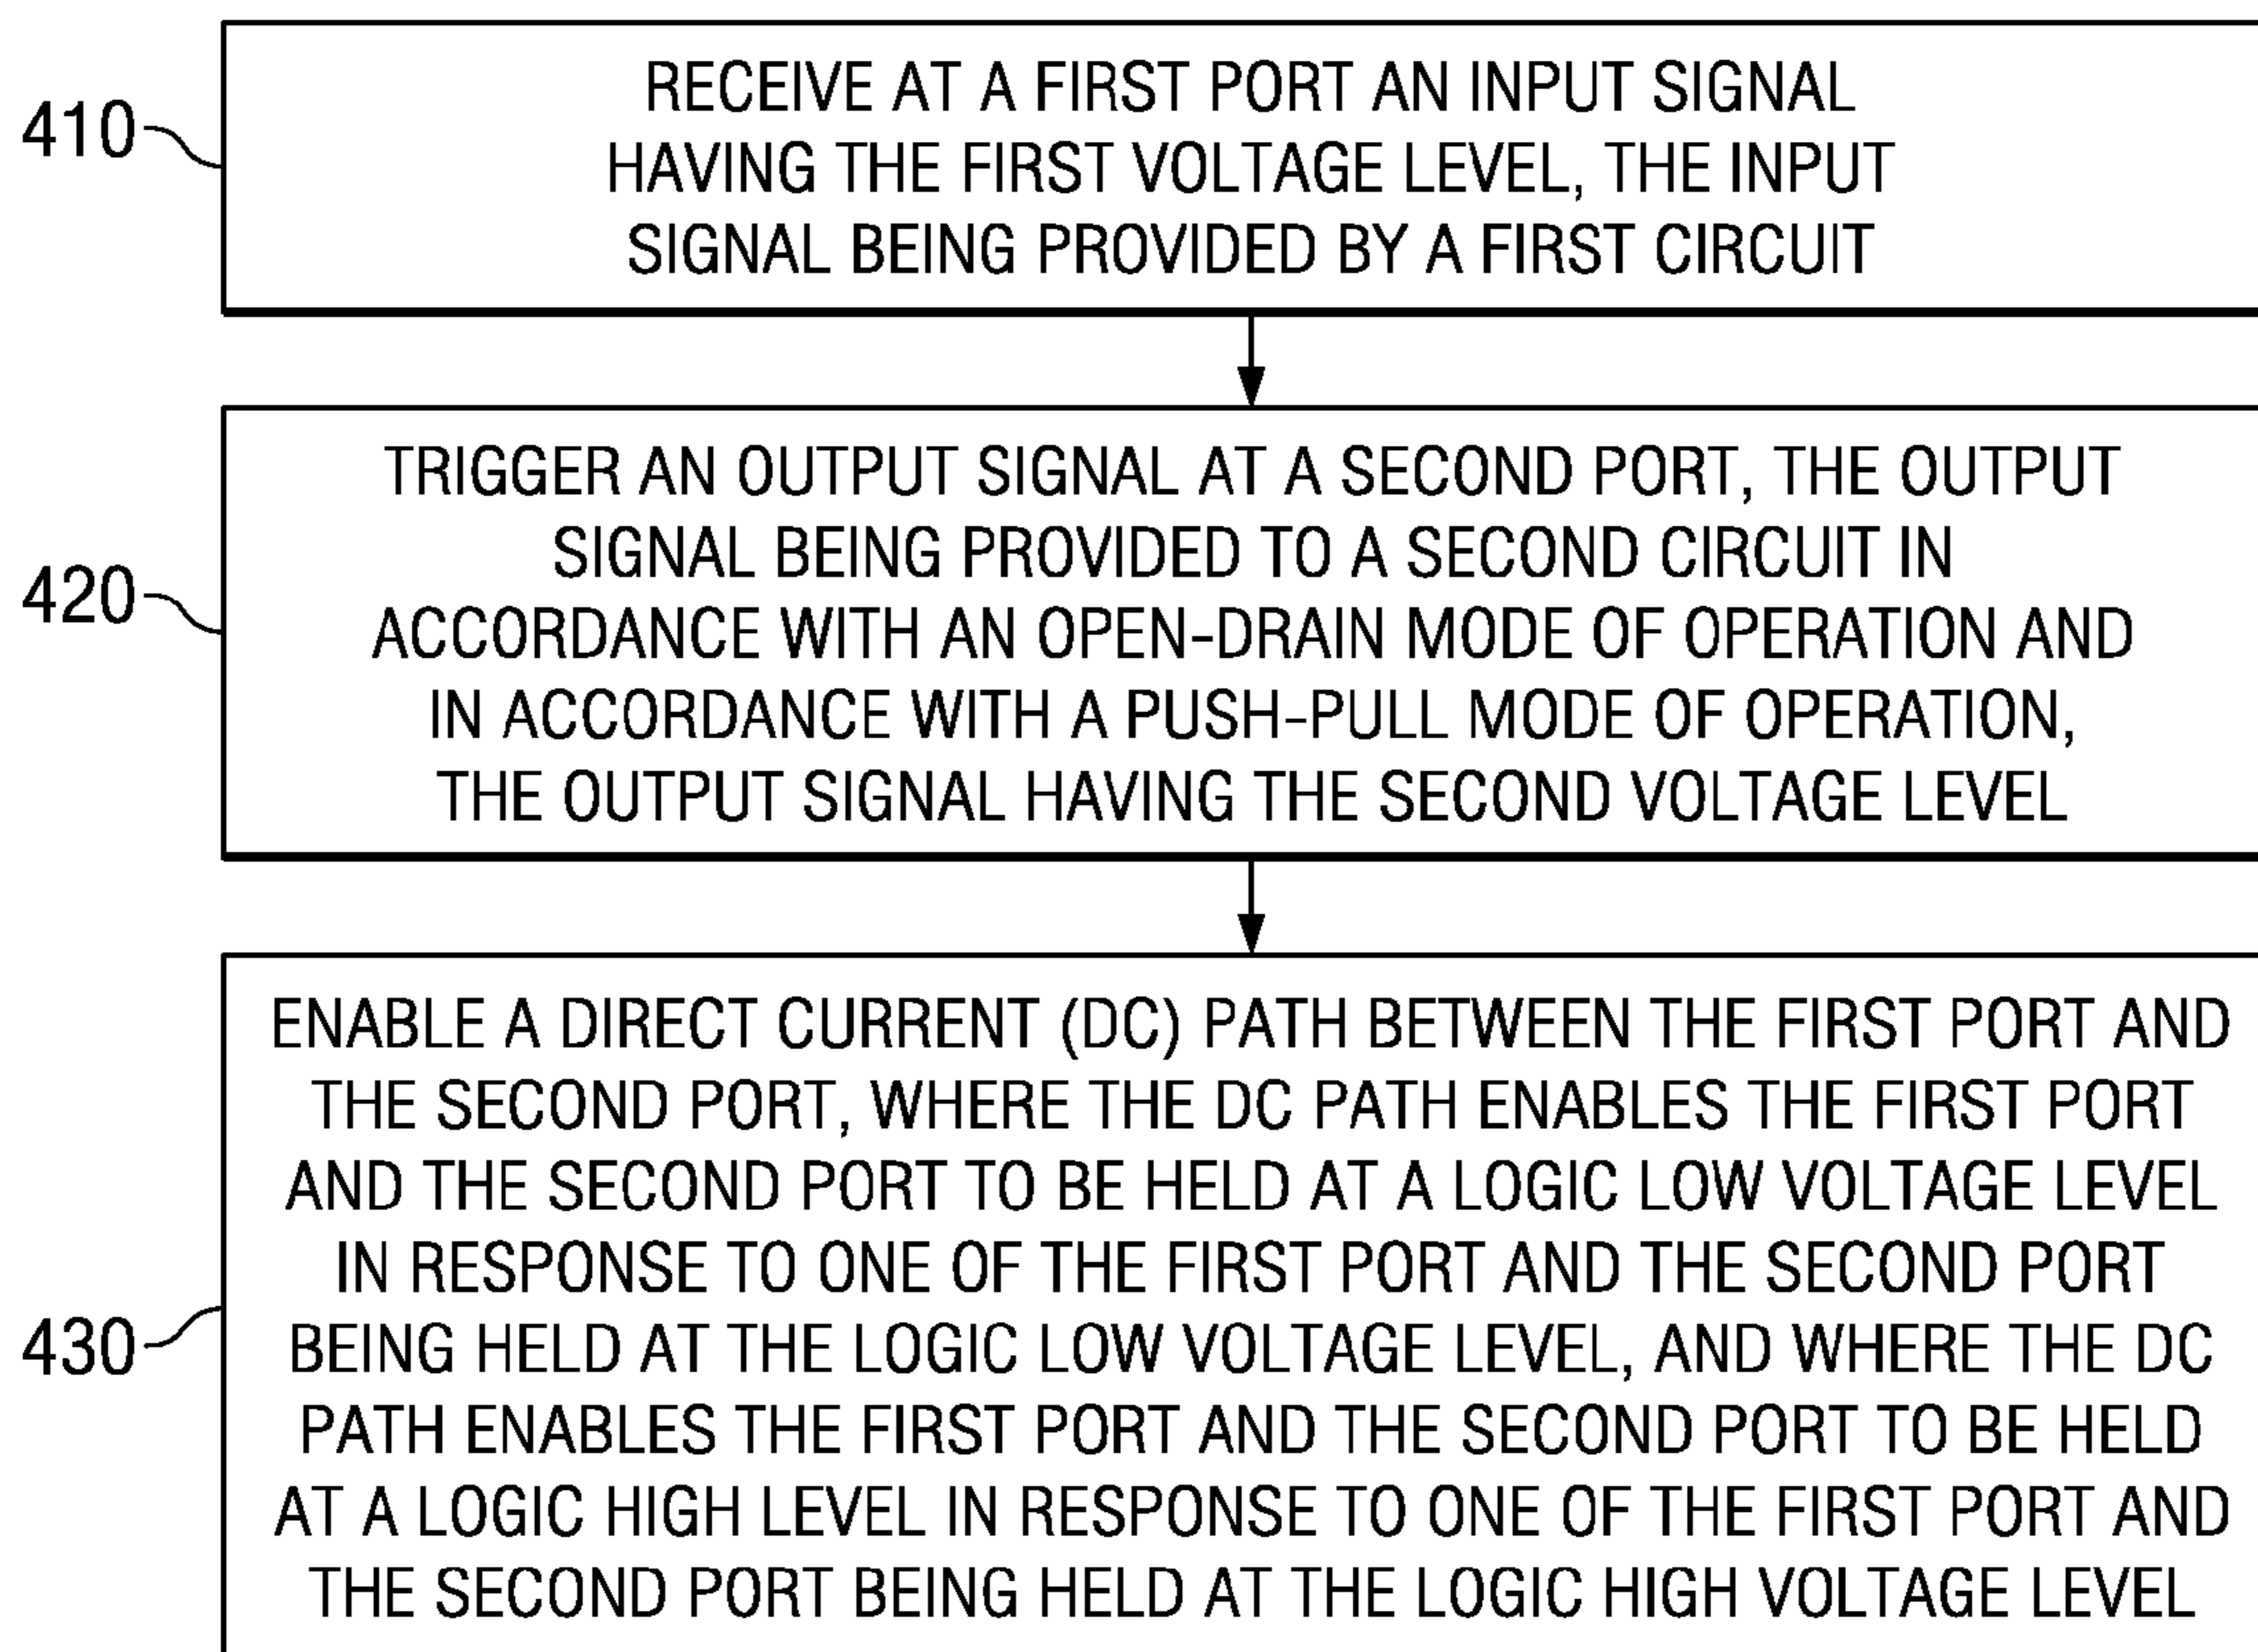 410
RECEIVE AT A FIRST PORT AN INPUT SIGNAL
HAVING THE FIRST VOLTAGE LEVEL, THE INPUT
SIGNAL BEING PROVIDED BY A FIRST CIRCUIT
420
TRIGGER AN OUTPUT SIGNAL AT A SECOND PORT, THE OUTPUT
SIGNAL BEING PROVIDED TO A SECOND CIRCUIT IN
ACCORDANCE WITH AN OPEN-DRAIN MODE OF OPERATION AND
IN ACCORDANCE WITH A PUSH-PULL MODE OF OPERATION,
THE OUTPUT SIGNAL HAVING THE SECOND VOLTAGE LEVEL
430
ENABLE A DIRECT CURRENT (DC) PATH BETWEEN THE FIRST PORT AND
THE SECOND PORT, WHERE THE DC PATH ENABLES THE FIRST PORT
AND THE SECOND PORT TO BE HELD AT A LOGIC LOW VOLTAGE LEVEL
IN RESPONSE TO ONE OF THE FIRST PORT AND THE SECOND PORT
BEING HELD AT THE LOGIC LOW VOLTAGE LEVEL, AND WHERE THE DC
PATH ENABLES THE FIRST PORT AND THE SECOND PORT TO BE HELD
AT A LOGIC HIGH LEVEL IN RESPONSE TO ONE OF THE FIRST PORT AND
THE SECOND PORT BEING HELD AT THE LOGIC HIGH VOLTAGE LEVEL